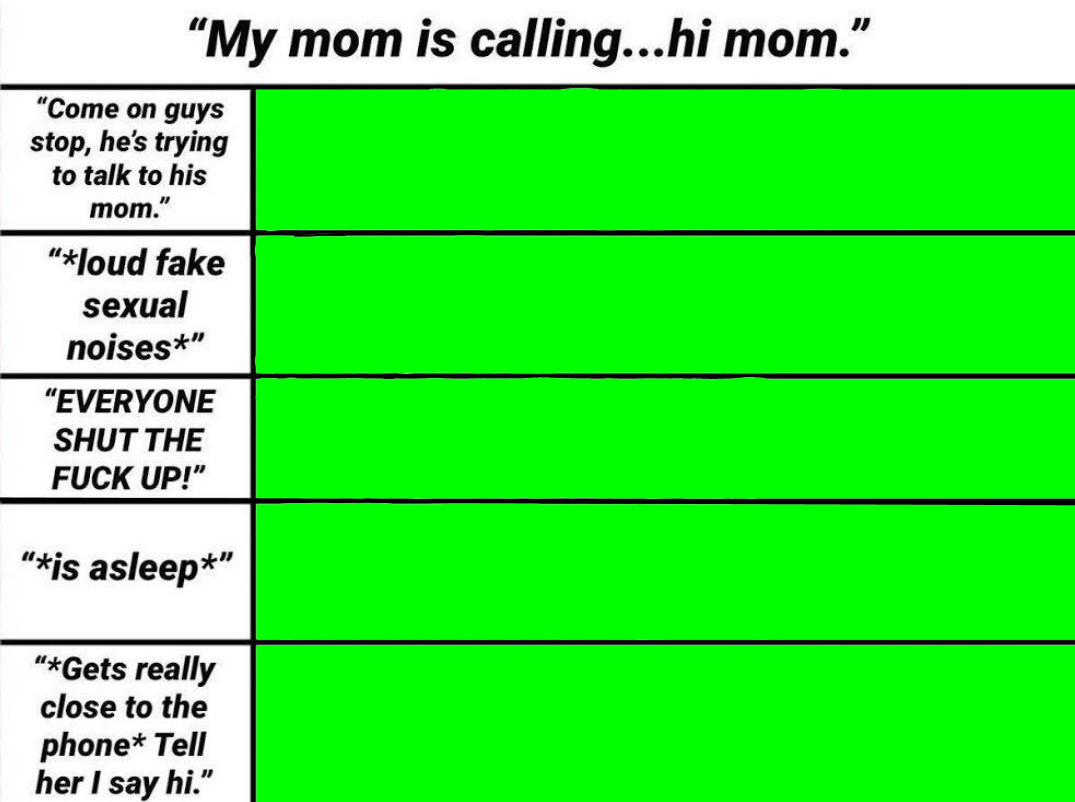 “My mom is calling...hi mom.”
“Come on guys
stop, he’s trying
to talk to his
mom.”
“*loud fake
sexual
noises*”
“EVERYONE
SHUT THE
FUCK UP!”
“*is asleep*”
“*Gets really
close to the
phone* Tell
her I say hi.”